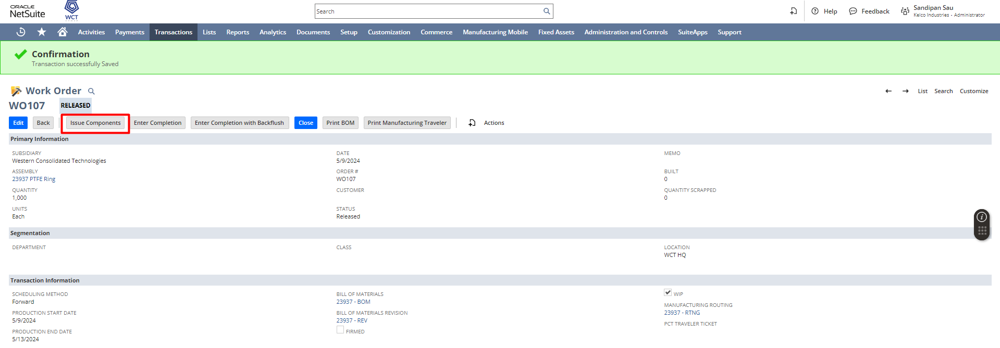 ORACLE
NetSuite
WCT
Search
Help
Feedback
Sandipan Sau
Kelco Industries - Administrator
Activities Payments Transactions Lists Reports Analytics Documents Setup Customization Commerce Manufacturing Mobile Fixed Assets Administration and Controls SuiteApps Support
Confirmation
Transaction successfully Saved
Work Order
List Search Customize
WO107 RELEASED
Edit Back Issue Components Enter Completion Enter Completion with Backflush Close Print BOM Print Manufacturing Traveler Actions
Primary Information
SUBSIDIARY
Western Consolidated Technologies
ASSEMBLY
23937 PTFE Ring
QUANTITY
1,000
UNITS
Each
DATE
5/9/2024
ORDER #
WO107
CUSTOMER
STATUS
Released
MEMO
BUILT
0
QUANTITY SCRAPPED
0
Segmentation
DEPARTMENT
CLASS
LOCATION
WCT HQ
Transaction Information
SCHEDULING METHOD
Forward
PRODUCTION START DATE
5/9/2024
PRODUCTION END DATE
5/13/2024
BILL OF MATERIALS
23937 - BOM
BILL OF MATERIALS REVISION
23937 - REV
FIRMED
WIP
MANUFACTURING ROUTING
23937 - RTNG
PCT TRAVELER TICKET